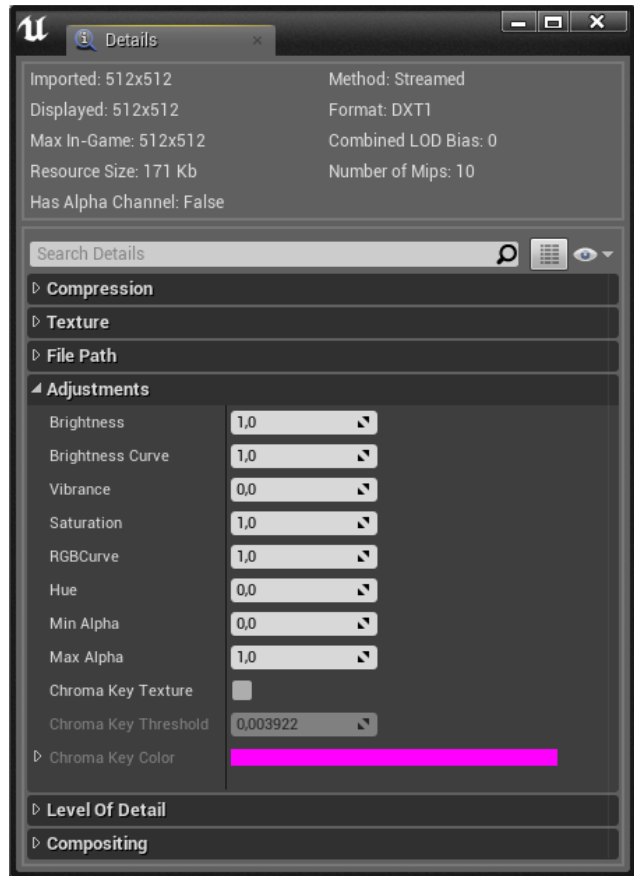 Details
Imported: 512x512 Method: Streamed
Displayed: 512x512 Format: DXT1
Max In-Game: 512x512 Combined LOD Bias: 0
Resource Size: 171 Kb Number of Mips: 10
Has Alpha Channel: False
Search Details
Compression
Texture
File Path
Adjustments
Brightness 1,0
Brightness Curve 1,0
Vibrance 0,0
Saturation 1,0
RGBCurve 1,0
Hue 0,0
Min Alpha 0,0
Max Alpha 1,0
Chroma Key Texture
Chroma Key Threshold 0,003922
Chroma Key Color
Level Of Detail
Compositing